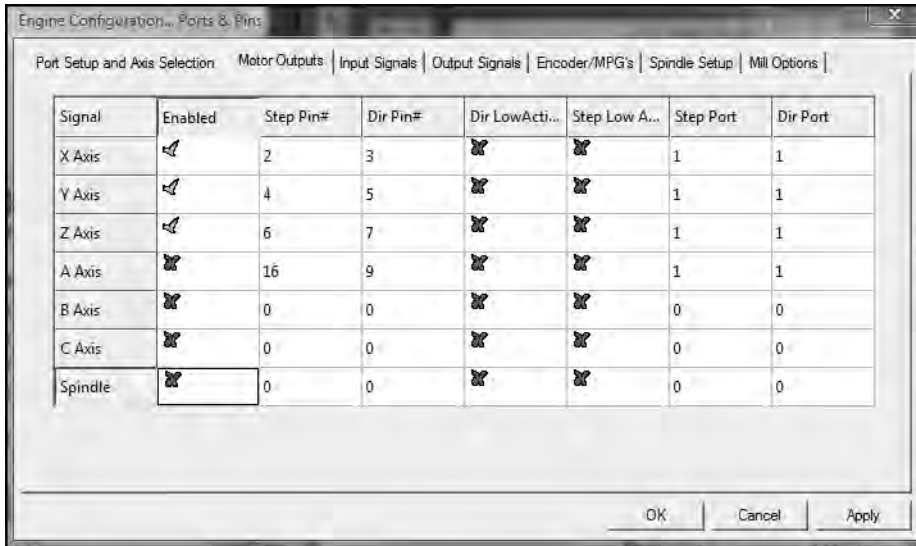 Engine Configuration... Ports & Pins
Port Setup and Axis Selection Motor Outputs Input Signals Output Signals Encoder/MPG's Spindle Setup Mill Options
Signal Enabled Step Pin# Dir Pin# Dir LowActi... Step Low A... Step Port Dir Port
X Axis 2 3 1 1
Y Axis 4 5 1 1
Z Axis 6 7 1 1
A Axis 16 9 1 1
B Axis 0 0 0 0
C Axis 0 0 0 0
Spindle 0 0 0 0
OK Cancel Apply